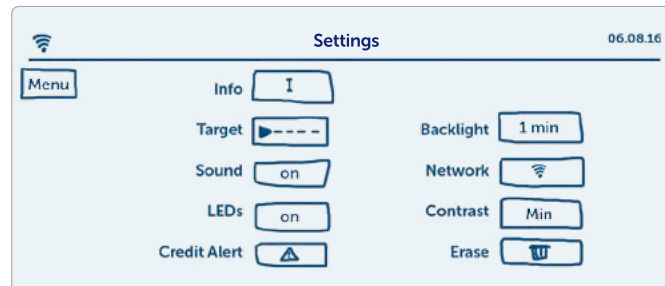 Settings 06.08.16
Menu
Info I
Target Backlight 1 min
Sound on Network
LEDs on Contrast Min
Credit Alert Erase